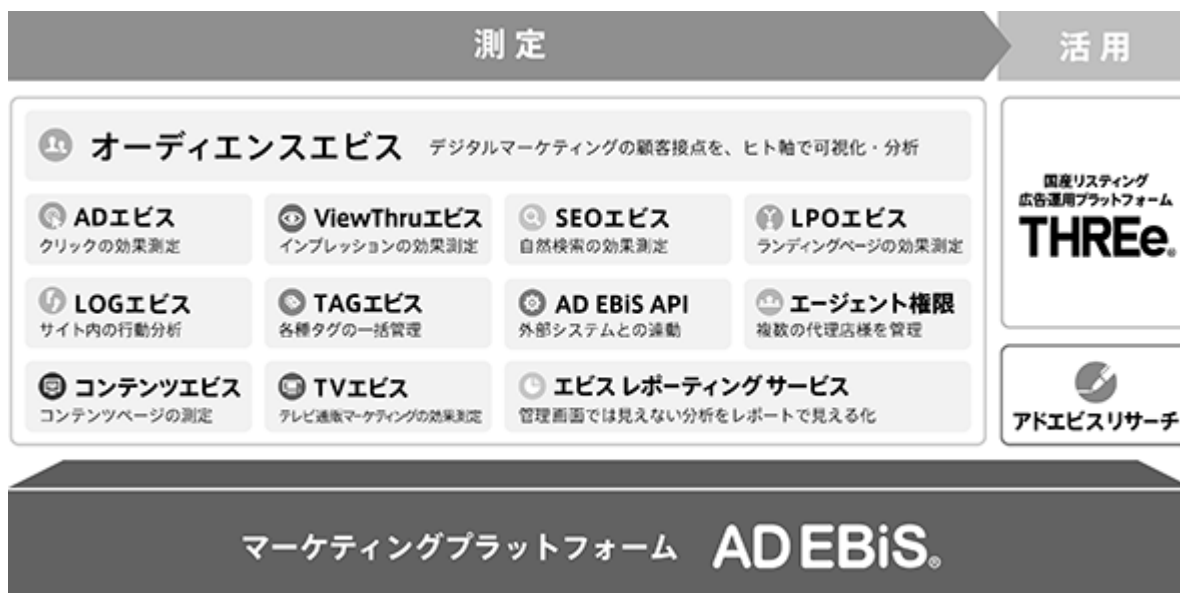 測定
活用
オーディエンスエビス デジタルマーケティングの顧客接点を、ヒト軸で可視化・分析
ADエビス
クリックの効果測定
ViewThruエビス
インプレッションの効果測定
SEOエビス
自然検索の効果測定
LPOエビス
ランディングページの効果測定
LOGエビス
サイト内の行動分析
TAGエビス
各種タグの一括管理
AD EBiS API
外部システムとの連動
エージェント権限
複数の代理店様を管理
コンテンツエビス
コンテンツページの測定
TVエビス
テレビ通販マーケティングの効果測定
エビス レポーティング サービス
管理画面では見えない分析をレポートで見える化
国産リスティング
広告運用プラットフォーム
THREe®
アドエビスリサーチ
マーケティングプラットフォーム AD EBiS®